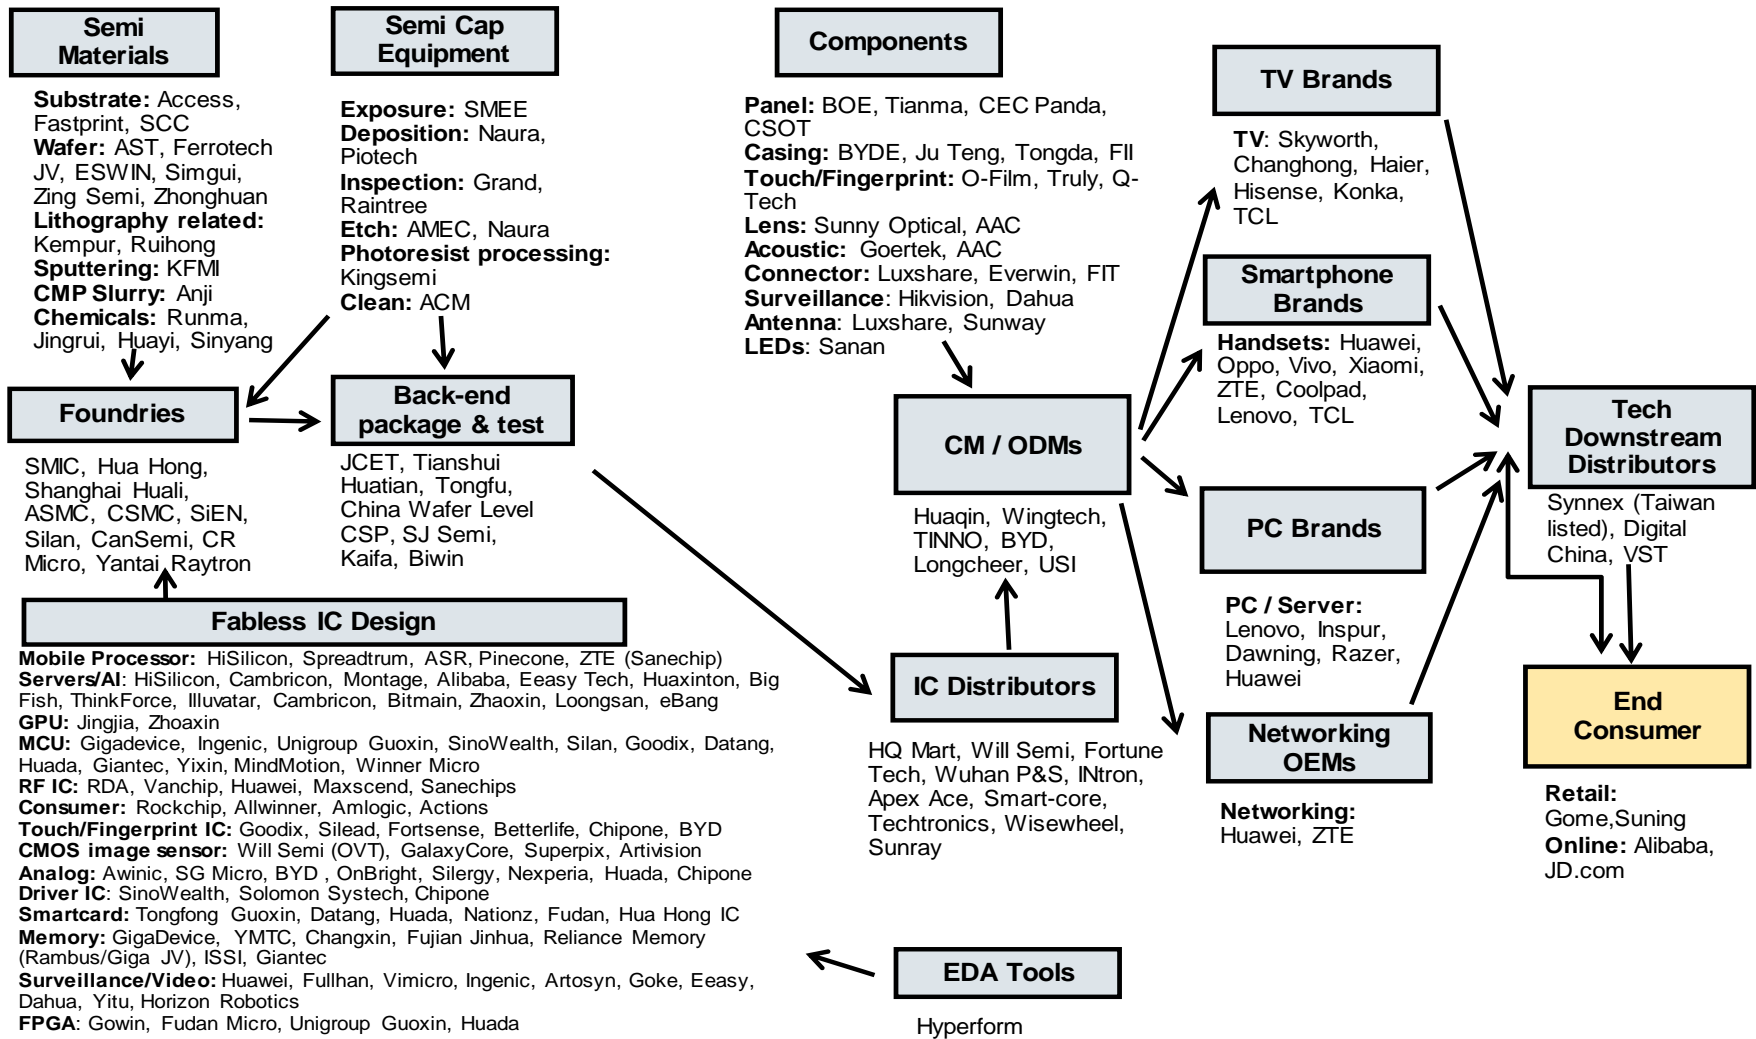 Semi
Materials
Substrate: Access,
Fastprint, SCC
Wafer: AST, Ferrotech
JV, ESWIN, Simgui,
Zing Semi, Zhonghuan
Lithography related:
Kempur, Ruihong
Sputtering: KFMI
CMP Slurry: Anji
Chemicals: Runma,
Jingrui, Huayi, Sinyang
Semi Cap
Equipment
Exposure: SMEE
Deposition: Naura,
Piotech
Inspection: Grand,
Raintree
Etch: AMEC, Naura
Photoresist processing:
Kingsemi
Clean: ACM
Components
Panel: BOE, Tianma, CEC Panda,
CSOT
Casing: BYDE, Ju Teng, Tongda, FII
Touch/Fingerprint: O-Film, Truly, Q-
Tech
Lens: Sunny Optical, AAC
Acoustic: Goertek, AAC
Connector: Luxshare, Everwin, FIT
Surveillance: Hikvision, Dahua
Antenna: Luxshare, Sunway
LEDs: Sanan
TV Brands
TV: Skyworth,
Changhong, Haier,
Hisense, Konka,
TCL
Smartphone
Brands
Handsets: Huawei,
Oppo, Vivo, Xiaomi,
ZTE, Coolpad,
Lenovo, TCL
Foundries
SMIC, Hua Hong,
Shanghai Huali,
ASMC, CSMC, SiEN,
Silan, CanSemi, CR
Micro, Yantai Raytron
Back-end
package & test
JCET, Tianshui
Huatian, Tongfu,
China Wafer Level
CSP, SJ Semi,
Kaifa, Biwin
CM / ODMs
Huaqin, Wingtech,
TINNO, BYD,
Longcheer, USI
PC Brands
PC / Server:
Lenovo, Inspur,
Dawning, Razer,
Huawei
Tech
Downstream
Distributors
Synnex (Taiwan
listed), Digital
China, VST
Fabless IC Design
Mobile Processor: HiSilicon, Spreadtrum, ASR, Pinecone, ZTE (Sanechip)
Servers/AI: HiSilicon, Cambricon, Montage, Alibaba, Eeasy Tech, Huaxinton, Big
Fish, ThinkForce, Illuvatar, Cambricon, Bitmain, Zhaoxin, Loongsan, eBang
GPU: Jingjia, Zhoaxin
MCU: Gigadevice, Ingenic, Unigroup Guoxin, SinoWealth, Silan, Goodix, Datang,
Huada, Giantec, Yixin, MindMotion, Winner Micro
RF IC: RDA, Vanchip, Huawei, Maxscend, Sanechips
Consumer: Rockchip, Allwinner, Amlogic, Actions
Touch/Fingerprint IC: Goodix, Silead, Fortsense, Betterlife, Chipone, BYD
CMOS image sensor: Will Semi (OVT), GalaxyCore, Superpix, Artivision
Analog: Awinic, SG Micro, BYD , OnBright, Silergy, Nexperia, Huada, Chipone
Driver IC: SinoWealth, Solomon Systech, Chipone
Smartcard: Tongfong Guoxin, Datang, Huada, Nationz, Fudan, Hua Hong IC
Memory: GigaDevice, YMTC, Changxin, Fujian Jinhua, Reliance Memory
(Rambus/Giga JV), ISSI, Giantec
Surveillance/Video: Huawei, Fullhan, Vimicro, Ingenic, Artosyn, Goke, Eeasy,
Dahua, Yitu, Horizon Robotics
FPGA: Gowin, Fudan Micro, Unigroup Guoxin, Huada
IC Distributors
HQ Mart, Will Semi, Fortune
Tech, Wuhan P&S, INtron,
Apex Ace, Smart-core,
Techtronics, Wisewheel,
Sunray
Networking
OEMs
Networking:
Huawei, ZTE
End
Consumer
Retail:
Gome,Suning
Online: Alibaba,
JD.com
EDA Tools
Hyperform